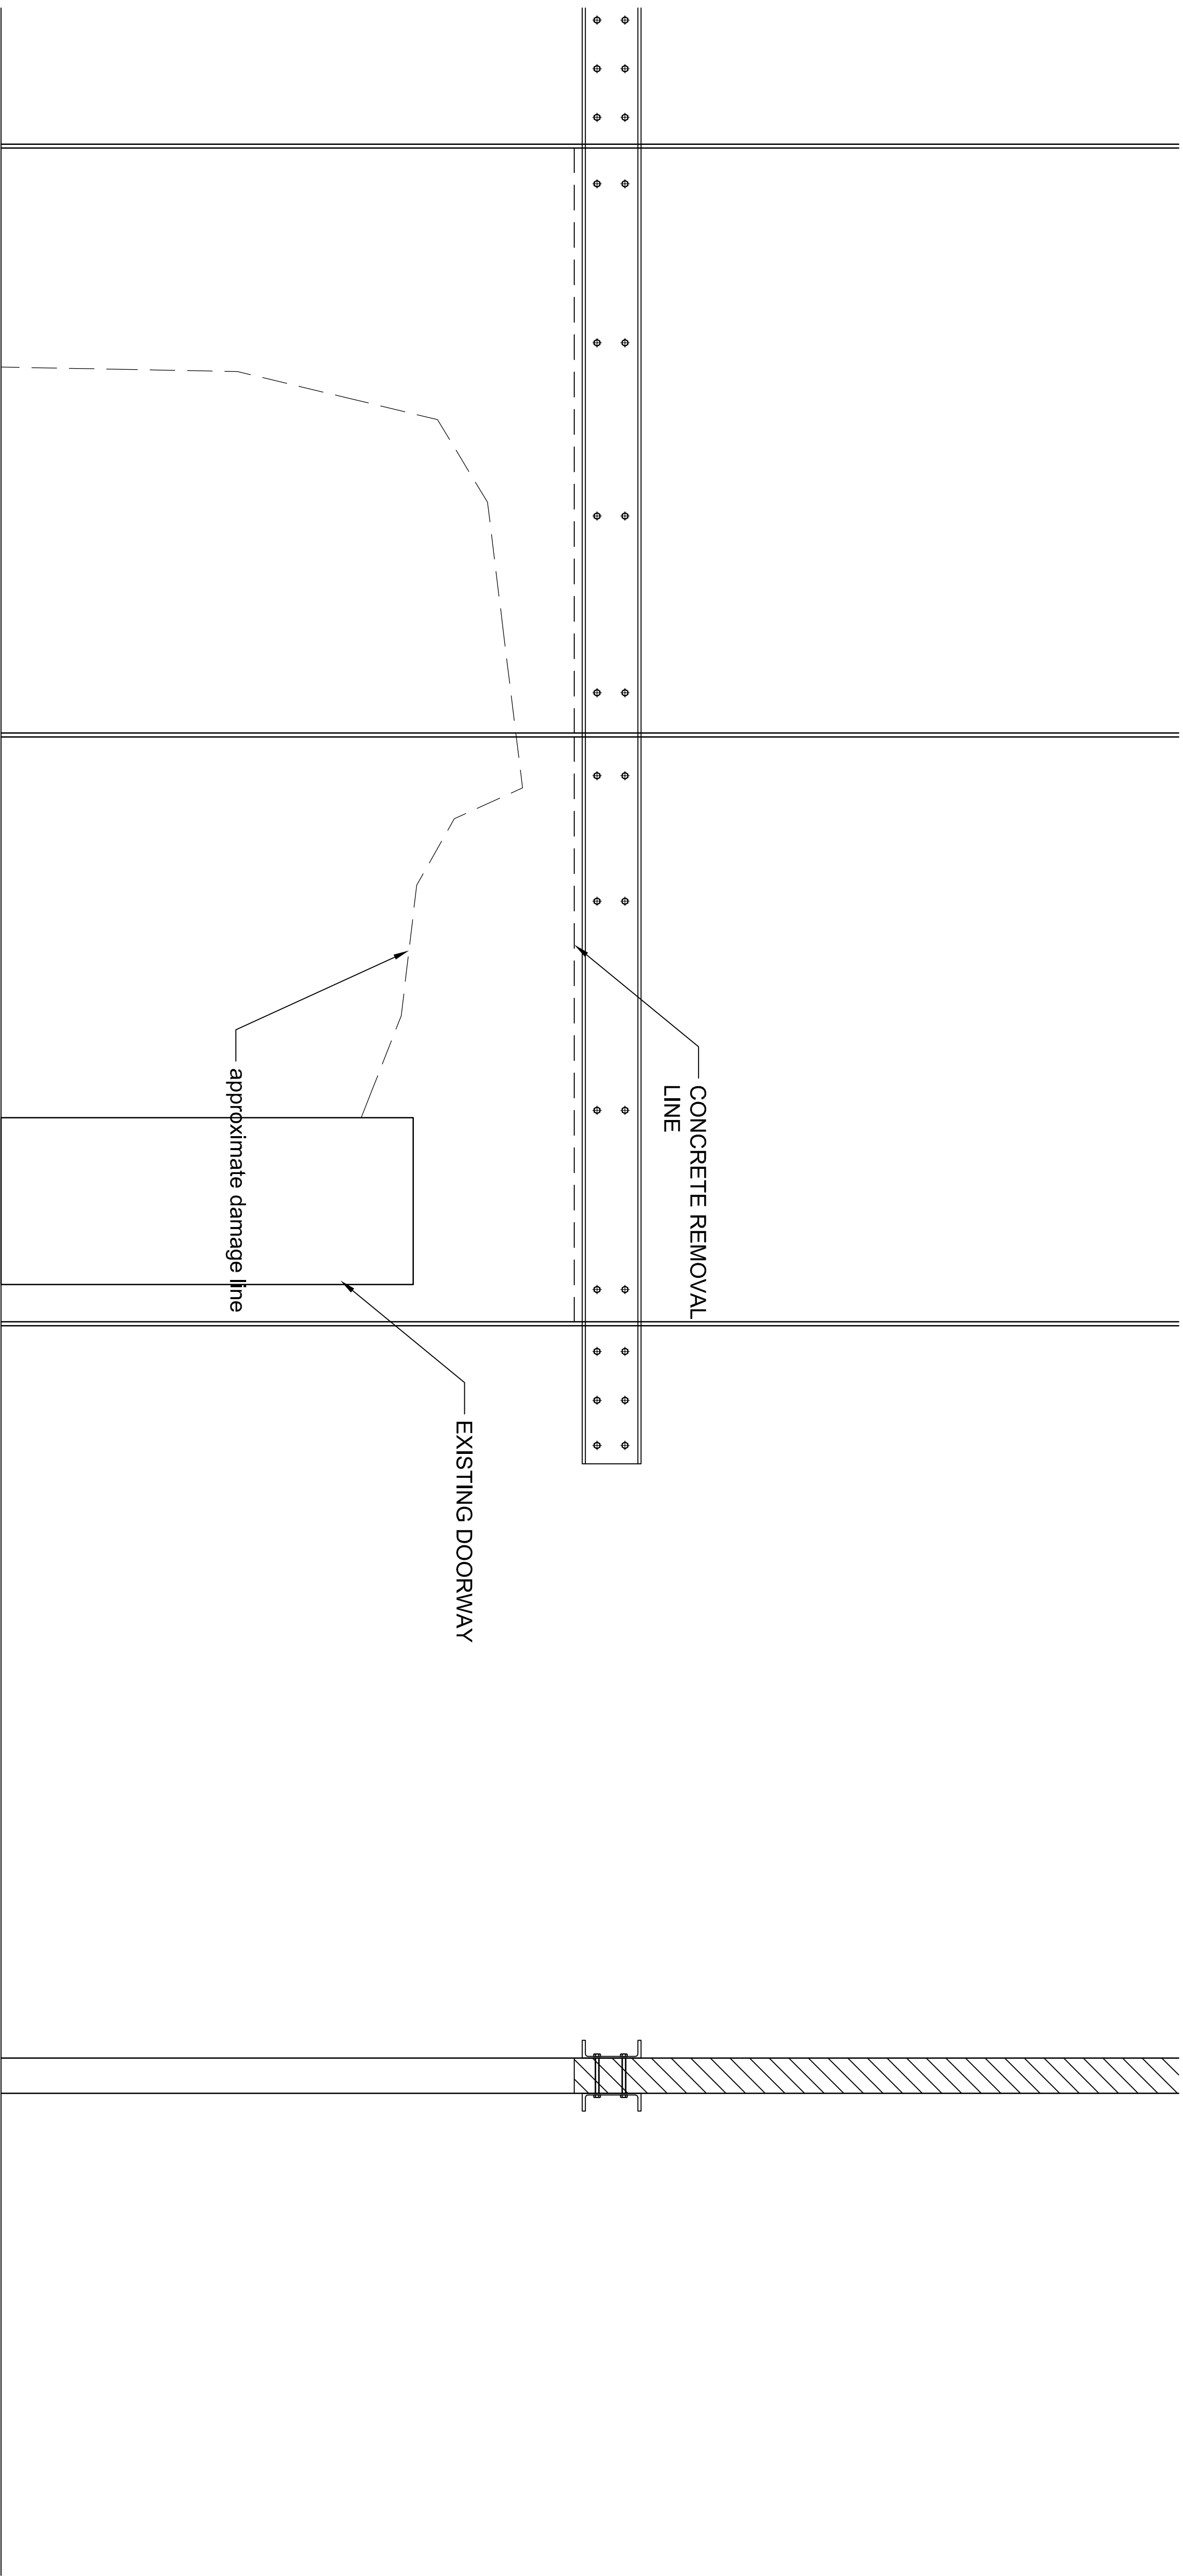 CONCRETE REMOVAL
LINE
approximate damage line
EXISTING DOORWAY